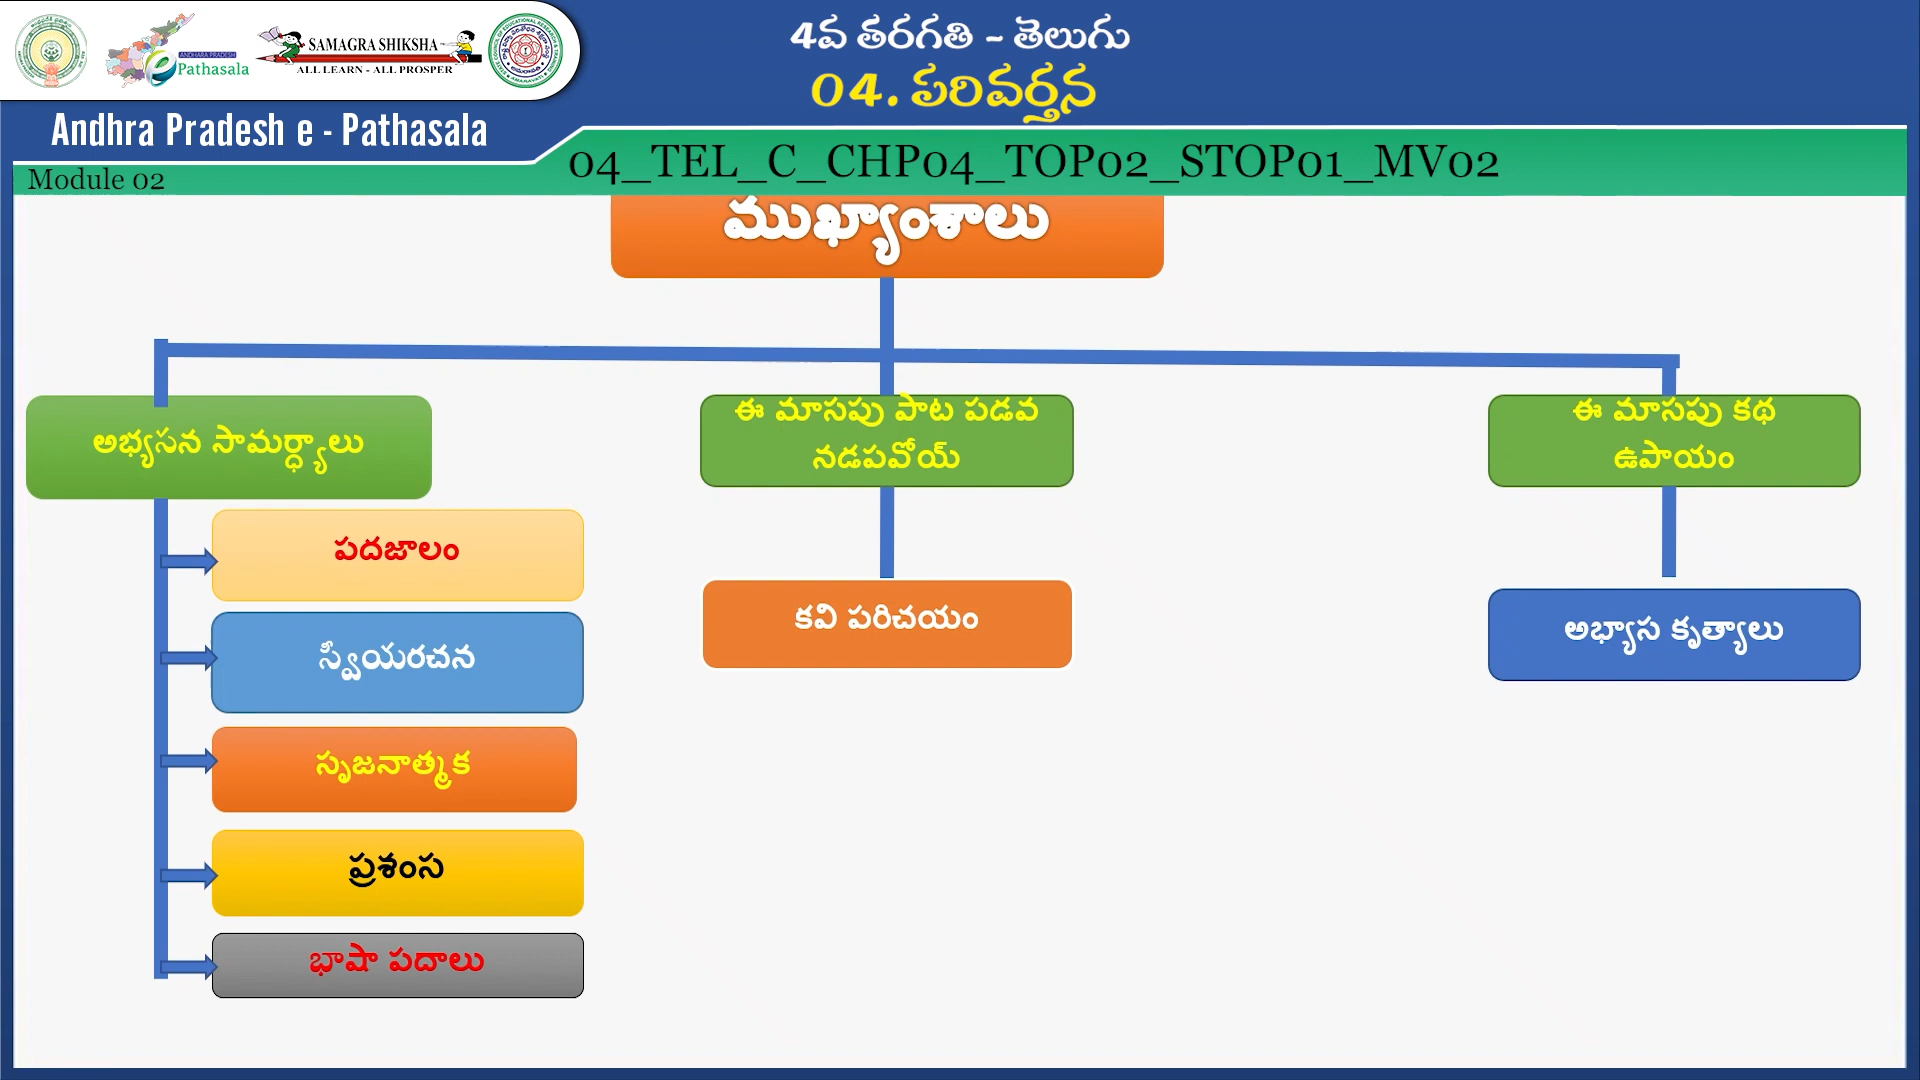 4వ తరగతి – తెలుగు
04. పరివర్తన
ANDHRA PRADESH
e Pathasala
SAMAGRA SHIKSHA
ALL LEARN - ALL PROSPER
Andhra Pradesh e - Pathasala
Module 02
04_TEL_C_CHP04_TOP02_STOP01_MV02
ముఖ్యాంశాలు
అభ్యసన సామర్థ్యాలు
పదజాలం
స్వీయరచన
సృజనాత్మక
ప్రశంస
భాషా పదాలు
ఈ మాసపు పాట పడవ
నడపవోయ్
కవి పరిచయం
ఈ మాసపు కథ
ఉపాయం
అభ్యాస కృత్యాలు